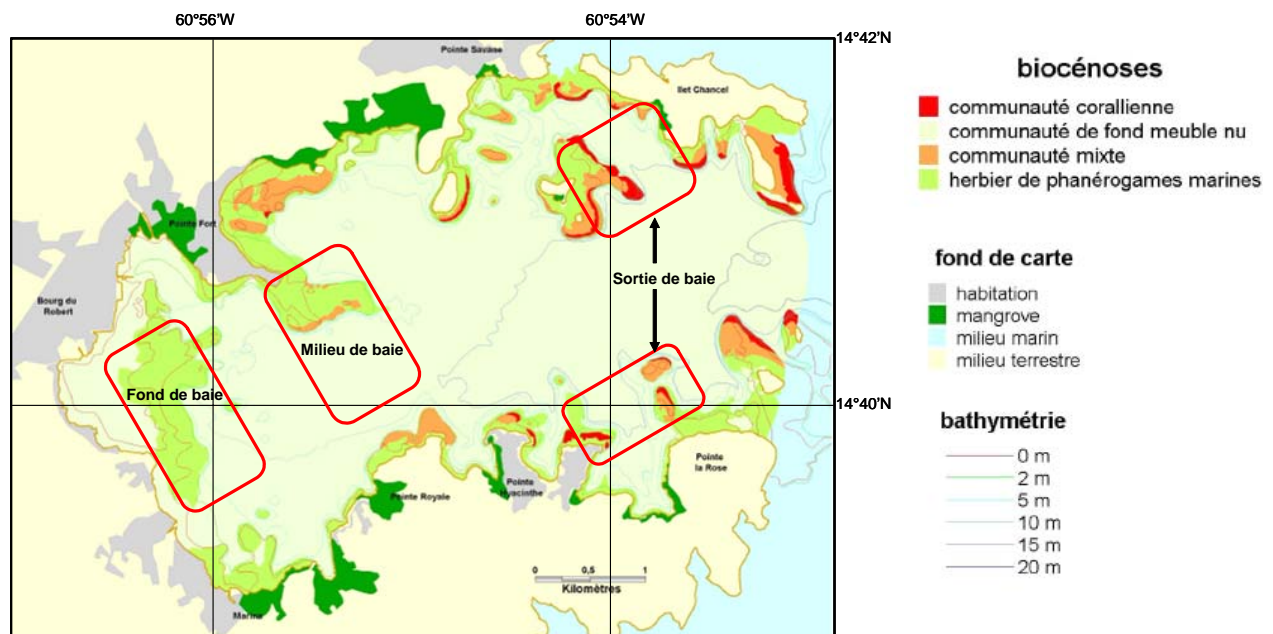 60°56'W
60°54'W
14°42'N
Pointe Savane
Ilet Chancel
Pointe Fort
Sortie de baie
Bourg du
Robert
Milieu de baie
Fond de baie
14°40'N
Pointe
la Rose
Pointe Royale
Pointe
Hyacinthe
0 0,5 1
Kilomètres
Marine
biocénoses
communauté corallienne
communauté de fond meuble nu
communauté mixte
herbier de phanérogames marines
fond de carte
habitation
mangrove
milieu marin
milieu terrestre
bathymétrie
0 m
2 m
5 m
10 m
15 m
20 m